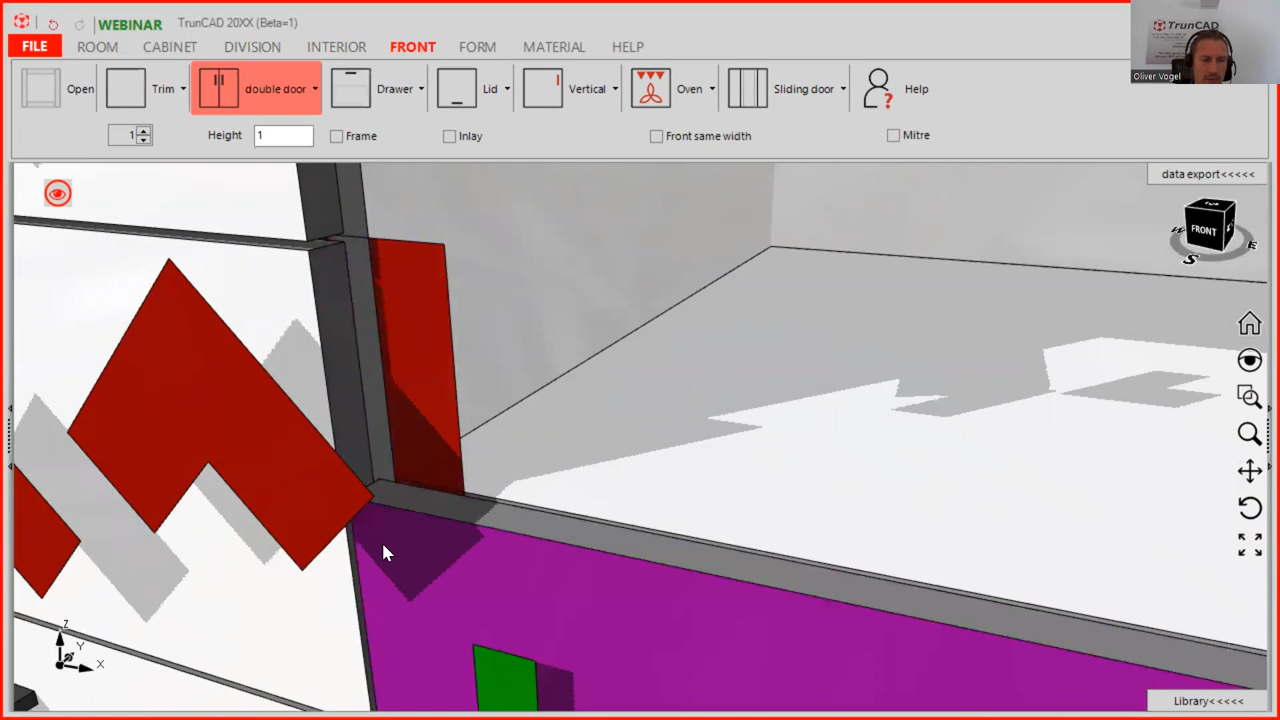 WEBINAR TrunCAD 20XX (Beta=1)
FILE ROOM CABINET DIVISION INTERIOR FRONT FORM MATERIAL HELP
Open Trim double door Drawer Lid Vertical Oven Sliding door Help
1 Height 1 Frame Inlay Front same width Mitre
TrunCAD
Oliver Vogel
data export<<<<<
FRONT
S
E
Z
Y
X
Library<<<<<